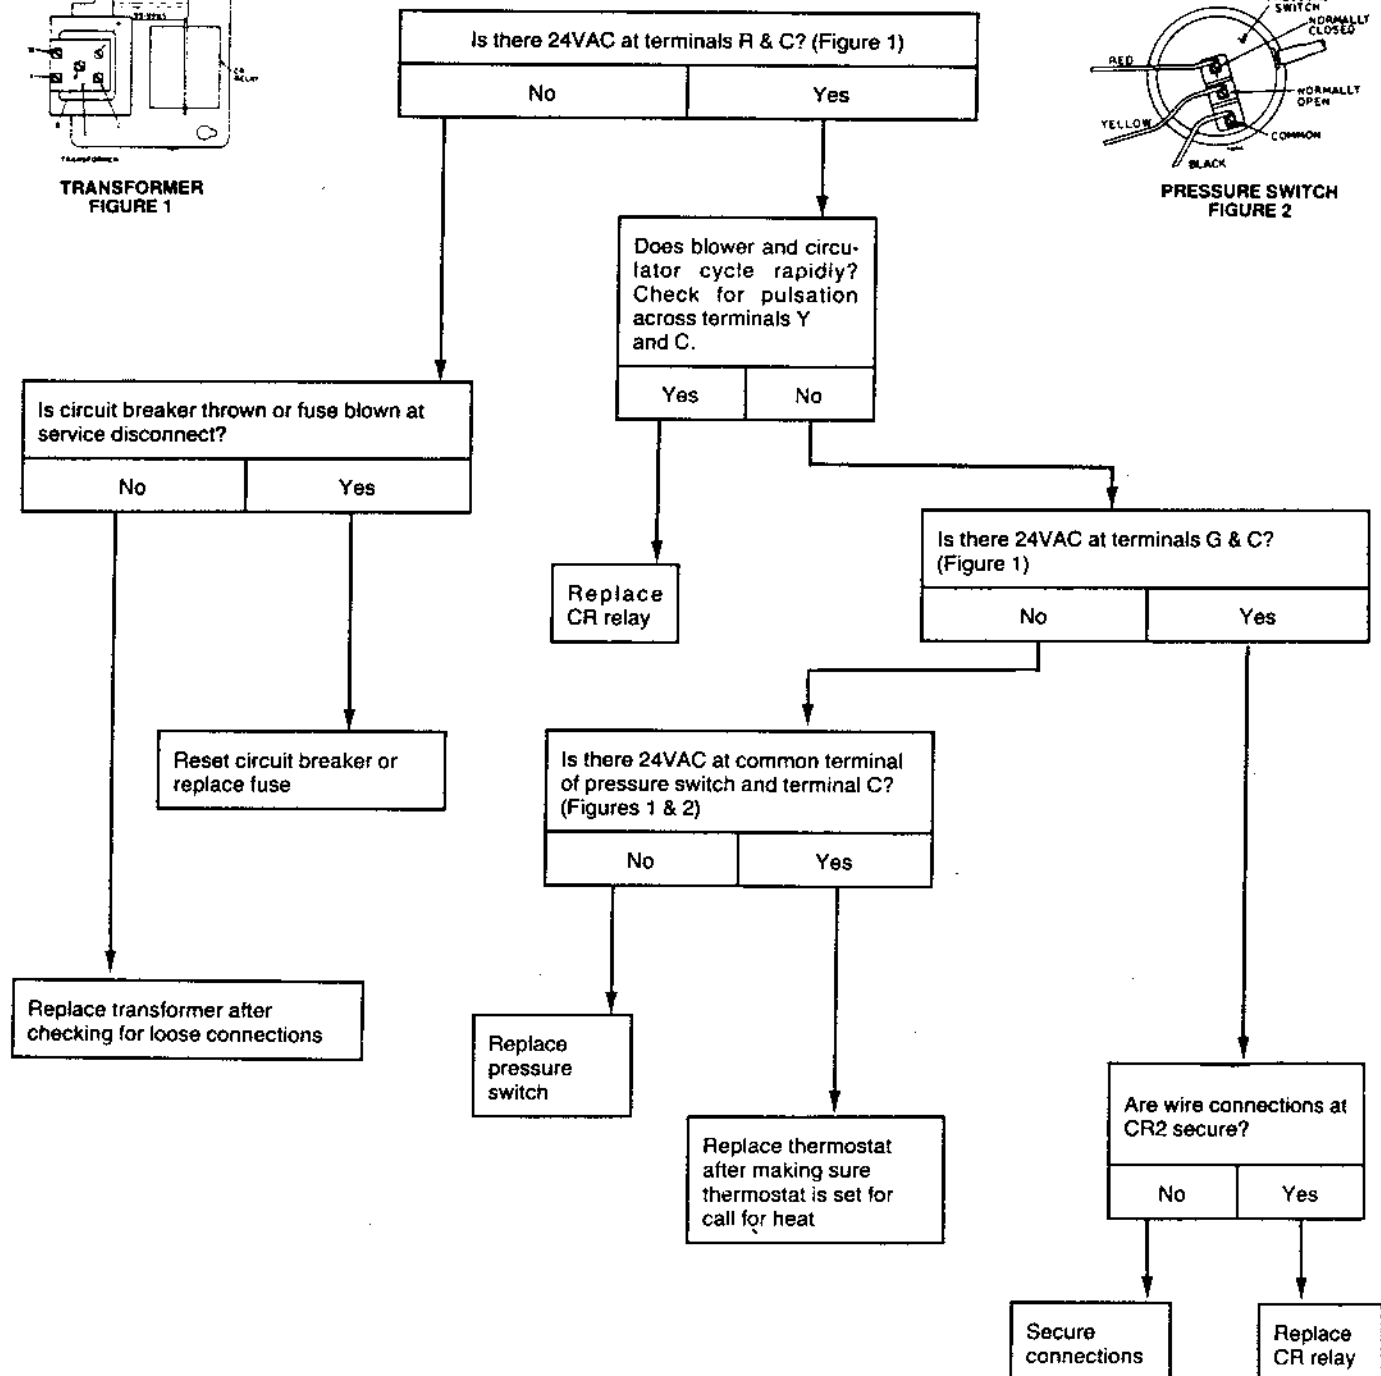 SWITCH
NORMALLY
CLOSED
RED
NORMALLY
OPEN
YELLOW
COMMON
BLACK
CR
RELAY
TRANSFORMER
TRANSFORMER
FIGURE 1
PRESSURE SWITCH
FIGURE 2
Is there 24VAC at terminals R & C? (Figure 1)
No
Yes
Does blower and circu-
lator cycle rapidly?
Check for pulsation
across terminals Y
and C.
Yes
No
Is circuit breaker thrown or fuse blown at
service disconnect?
No
Yes
Is there 24VAC at terminals G & C?
(Figure 1)
No
Yes
Replace
CR relay
Reset circuit breaker or
replace fuse
Is there 24VAC at common terminal
of pressure switch and terminal C?
(Figures 1 & 2)
No
Yes
Replace transformer after
checking for loose connections
Replace
pressure
switch
Are wire connections at
CR2 secure?
No
Yes
Replace thermostat
after making sure
thermostat is set for
call for heat
Secure
connections
Replace
CR relay